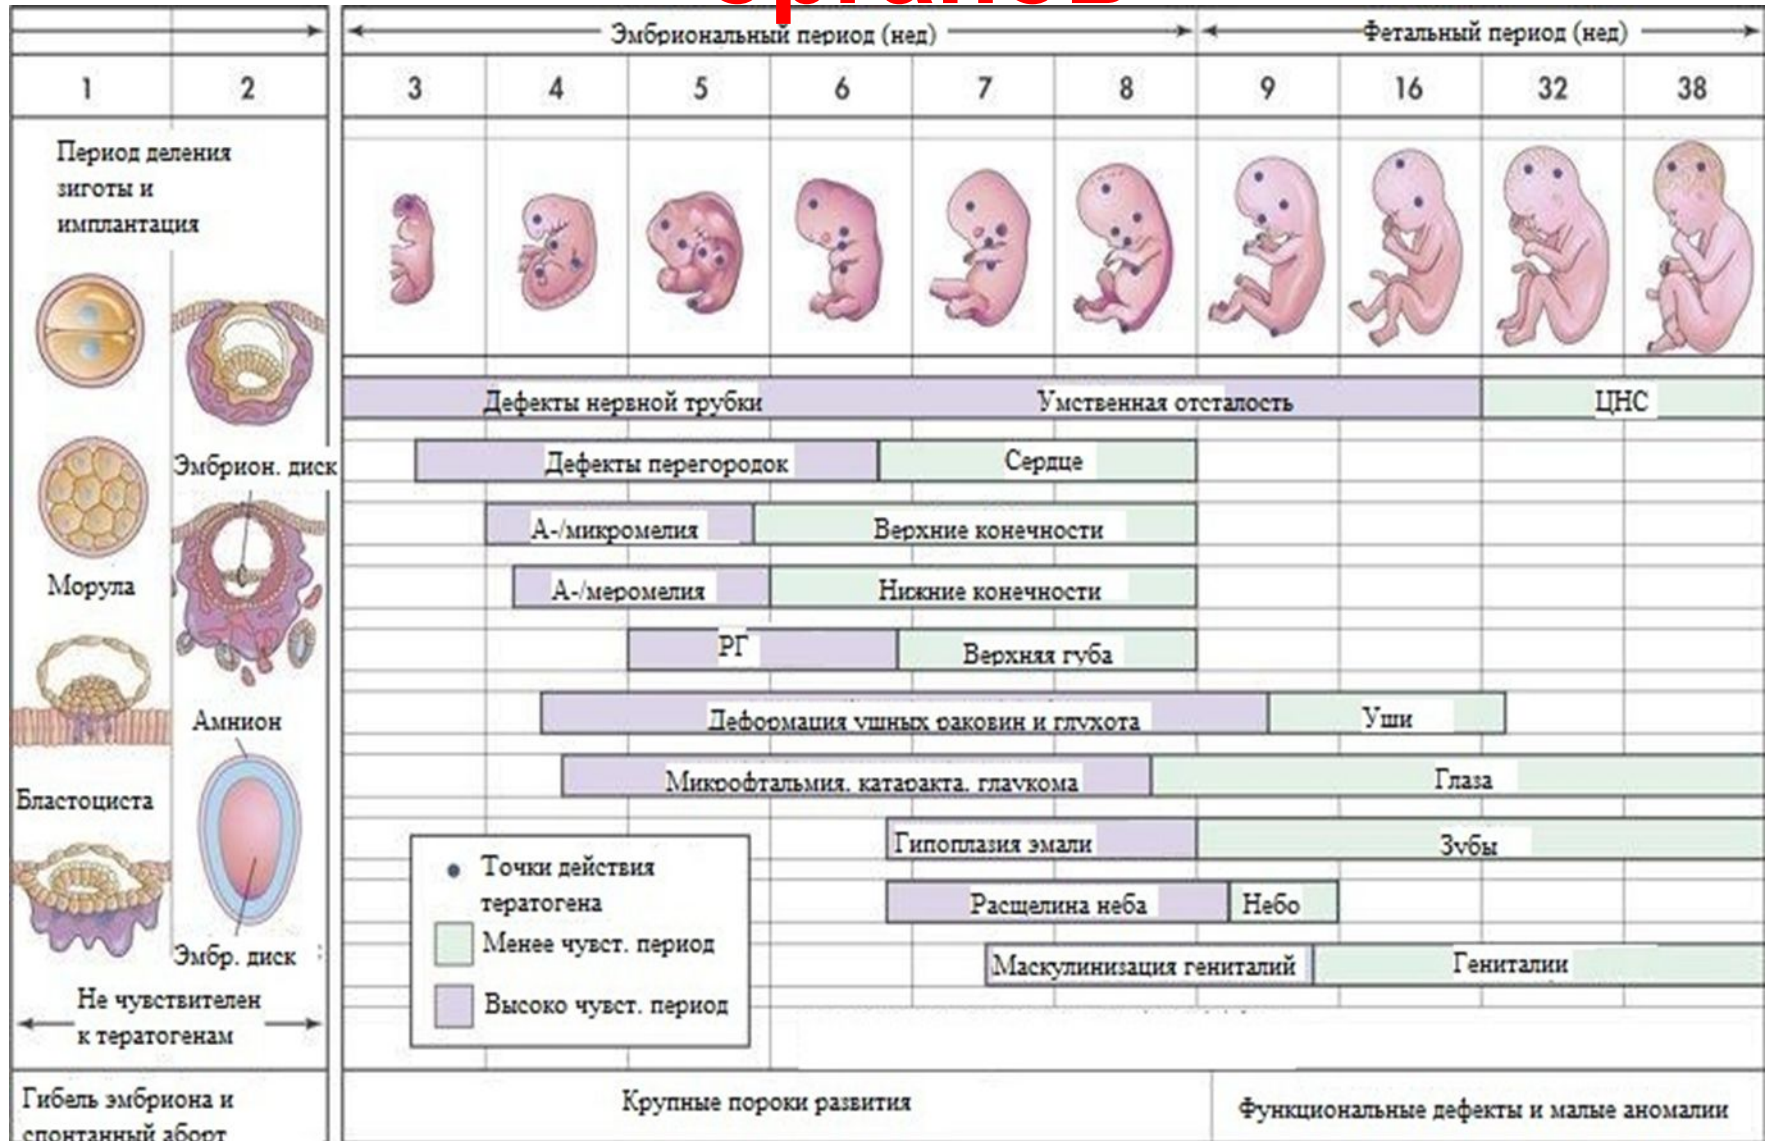 органов
Эмбриональный период (нед)
Фетальный период (нед)
1
2
3
4
5
6
7
8
9
16
32
38
Период деления
зиготы и
имплантация
Эмбрион. диск
Морула
Амнион
Бластоциста
Эмбр. диск
Не чувствителен
к тератогенам
Дефекты нервной трубки
Умственная отсталость
ЦНС
Дефекты перегородок
Сердце
А-/микромелия
Верхние конечности
А-/меромелия
Нижние конечности
РГ
Верхняя губа
Деформация ушных раковин и глухота
Уши
Микрофтальмия, катаракта, глаукома
Глаза
Гипоплазия эмали
Зубы
Расщелина неба
Небо
Маскулинизация гениталий
Гениталии
Точки действия
тератогена
Менее чувст. период
Высоко чувст. период
Гибель эмбриона и
спонтанный аборт
Крупные пороки развития
Функциональные дефекты и малые аномалии